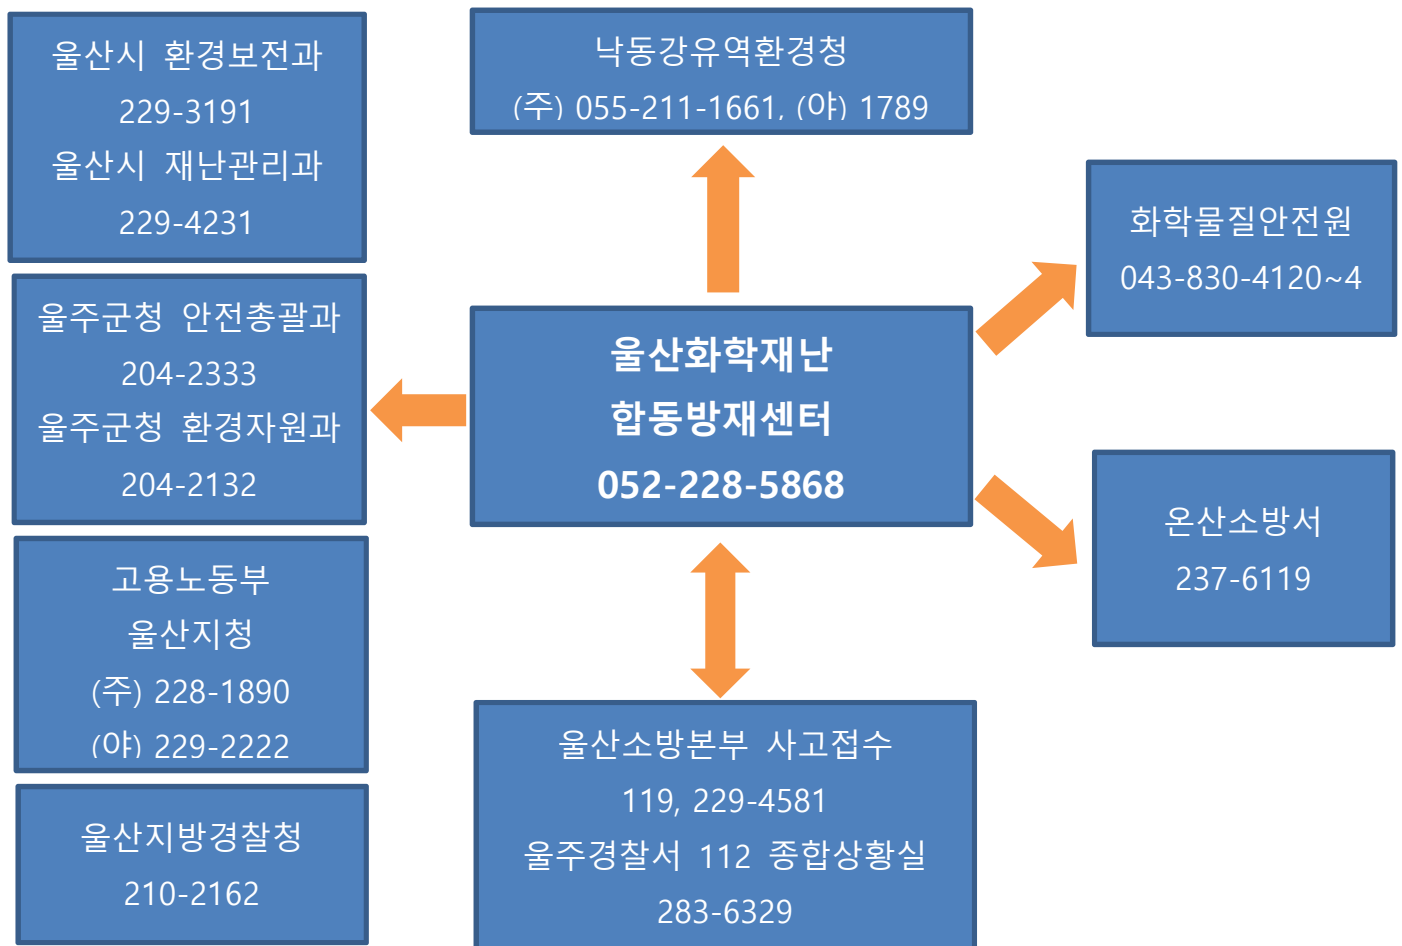 울산시 환경보전과
229-3191
울산시 재난관리과
229-4231
낙동강유역환경청
(주) 055-211-1661, (야) 1789
화학물질안전원
043-830-4120~4
울주군청 안전총괄과
204-2333
울주군청 환경자원과
204-2132
울산화학재난
합동방재센터
052-228-5868
온산소방서
237-6119
고용노동부
울산지청
(주) 228-1890
(야) 229-2222
울산소방본부 사고접수
119, 229-4581
울주경찰서 112 종합상황실
283-6329
울산지방경찰청
210-2162